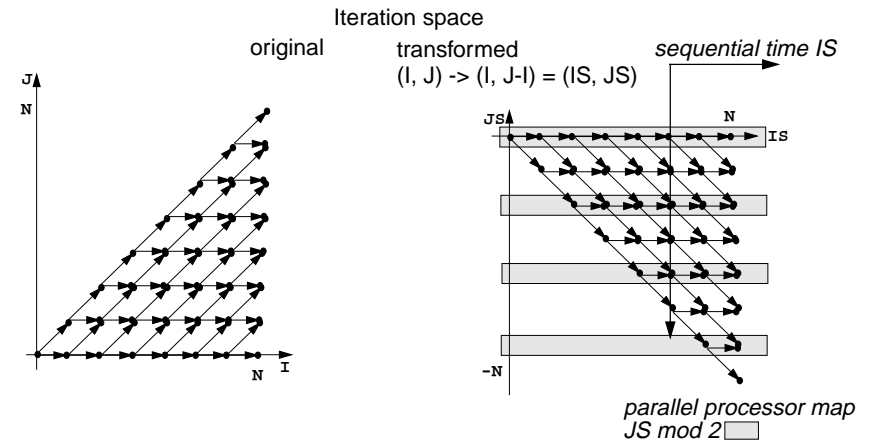 Iteration space
original
transformed
(I, J) -> (I, J-I) = (IS, JS)
sequential time IS
J
N
N
I
JS
N
IS
-N
parallel processor map
JS mod 2